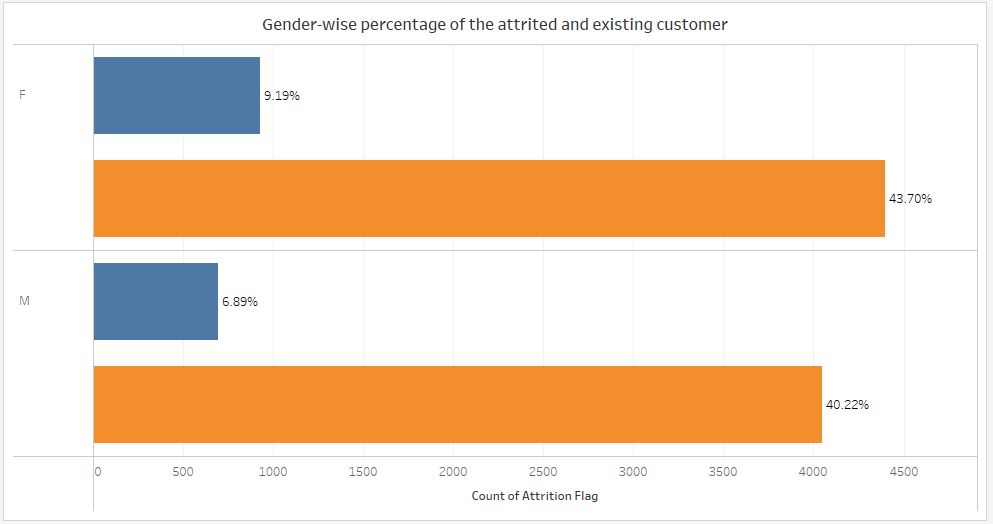 Gender-wise percentage of the attrited and existing customer
F
9.19%
43.70%
M
6.89%
40.22%
0 500 1000 1500 2000 2500 3000 3500 4000 4500
Count of Attrition Flag